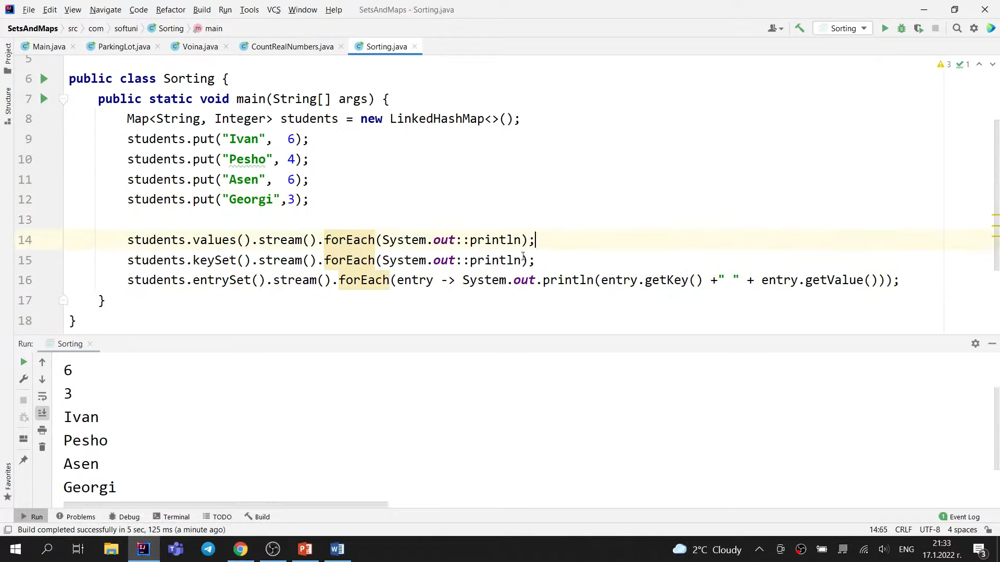 File Edit View Navigate Code Refactor Build Run Tools VCS Window Help SetsAndMaps - Sorting.java
SetsAndMaps src com softuni Sorting main Sorting
Main.java ParkingLot.java Voina.java CountRealNumbers.java Sorting.java
Project
Structure
Favorites
5
3 1
6 public class Sorting {
7 public static void main(String[] args) {
8 Map<String, Integer> students = new LinkedHashMap<>();
9 students.put("Ivan",  6);
10 students.put("Pesho", 4);
11 students.put("Asen",  6);
12 students.put("Georgi",3);
13
14 students.values().stream().forEach(System.out::println);
15 students.keySet().stream().forEach(System.out::println);
16 students.entrySet().stream().forEach(entry -> System.out.println(entry.getKey() +" " + entry.getValue()));
17 }
18 }
Run: Sorting
6
3
Ivan
Pesho
Asen
Georgi
Run Problems Debug Terminal TODO Build 1 Event Log
Build completed successfully in 5 sec, 125 ms (a minute ago) 14:65 CRLF UTF-8 4 spaces
2°C Cloudy ENG 21:33
17.1.2022 г. 3